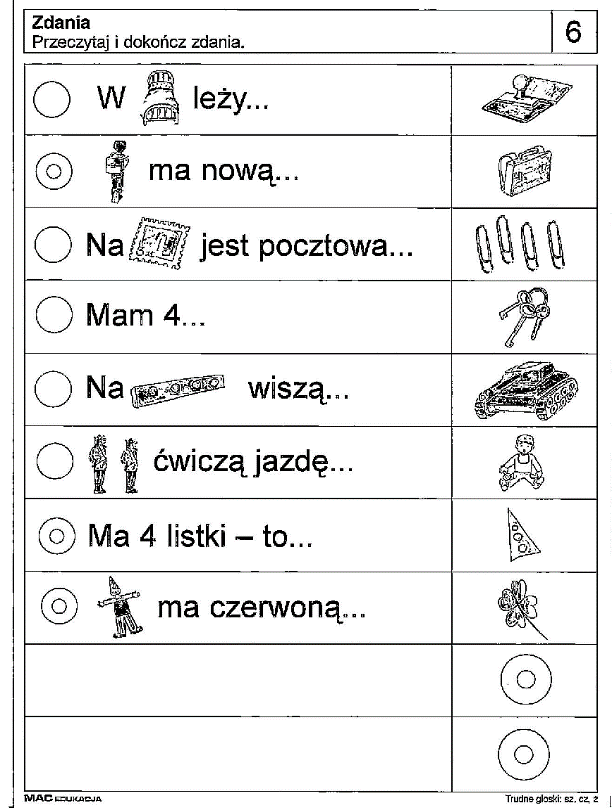 Zdania
Przeczytaj i dokończ zdania.
6
W leży...
ma nową...
Na jest pocztowa...
Mam 4...
Na wiszą...
ćwiczą jazdę...
Ma 4 listki – to...
ma czerwoną...
MAC EDUKACJA
Trudne głoski: sz, cz, 2